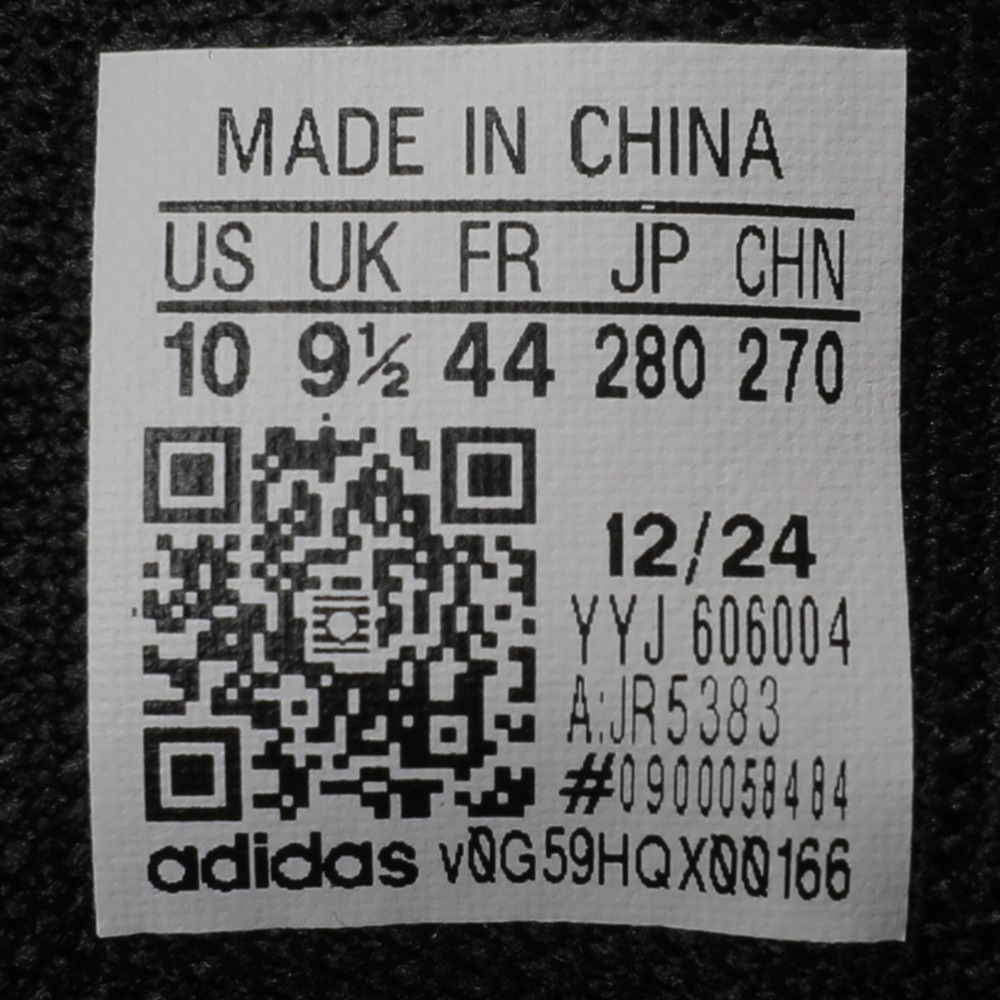 MADE IN CHINA
US UK FR JP CHN
10 9½ 44 280 270
12/24
YYJ 606004
A:JR5383
#0900058484
adidas v0G59HQX00166